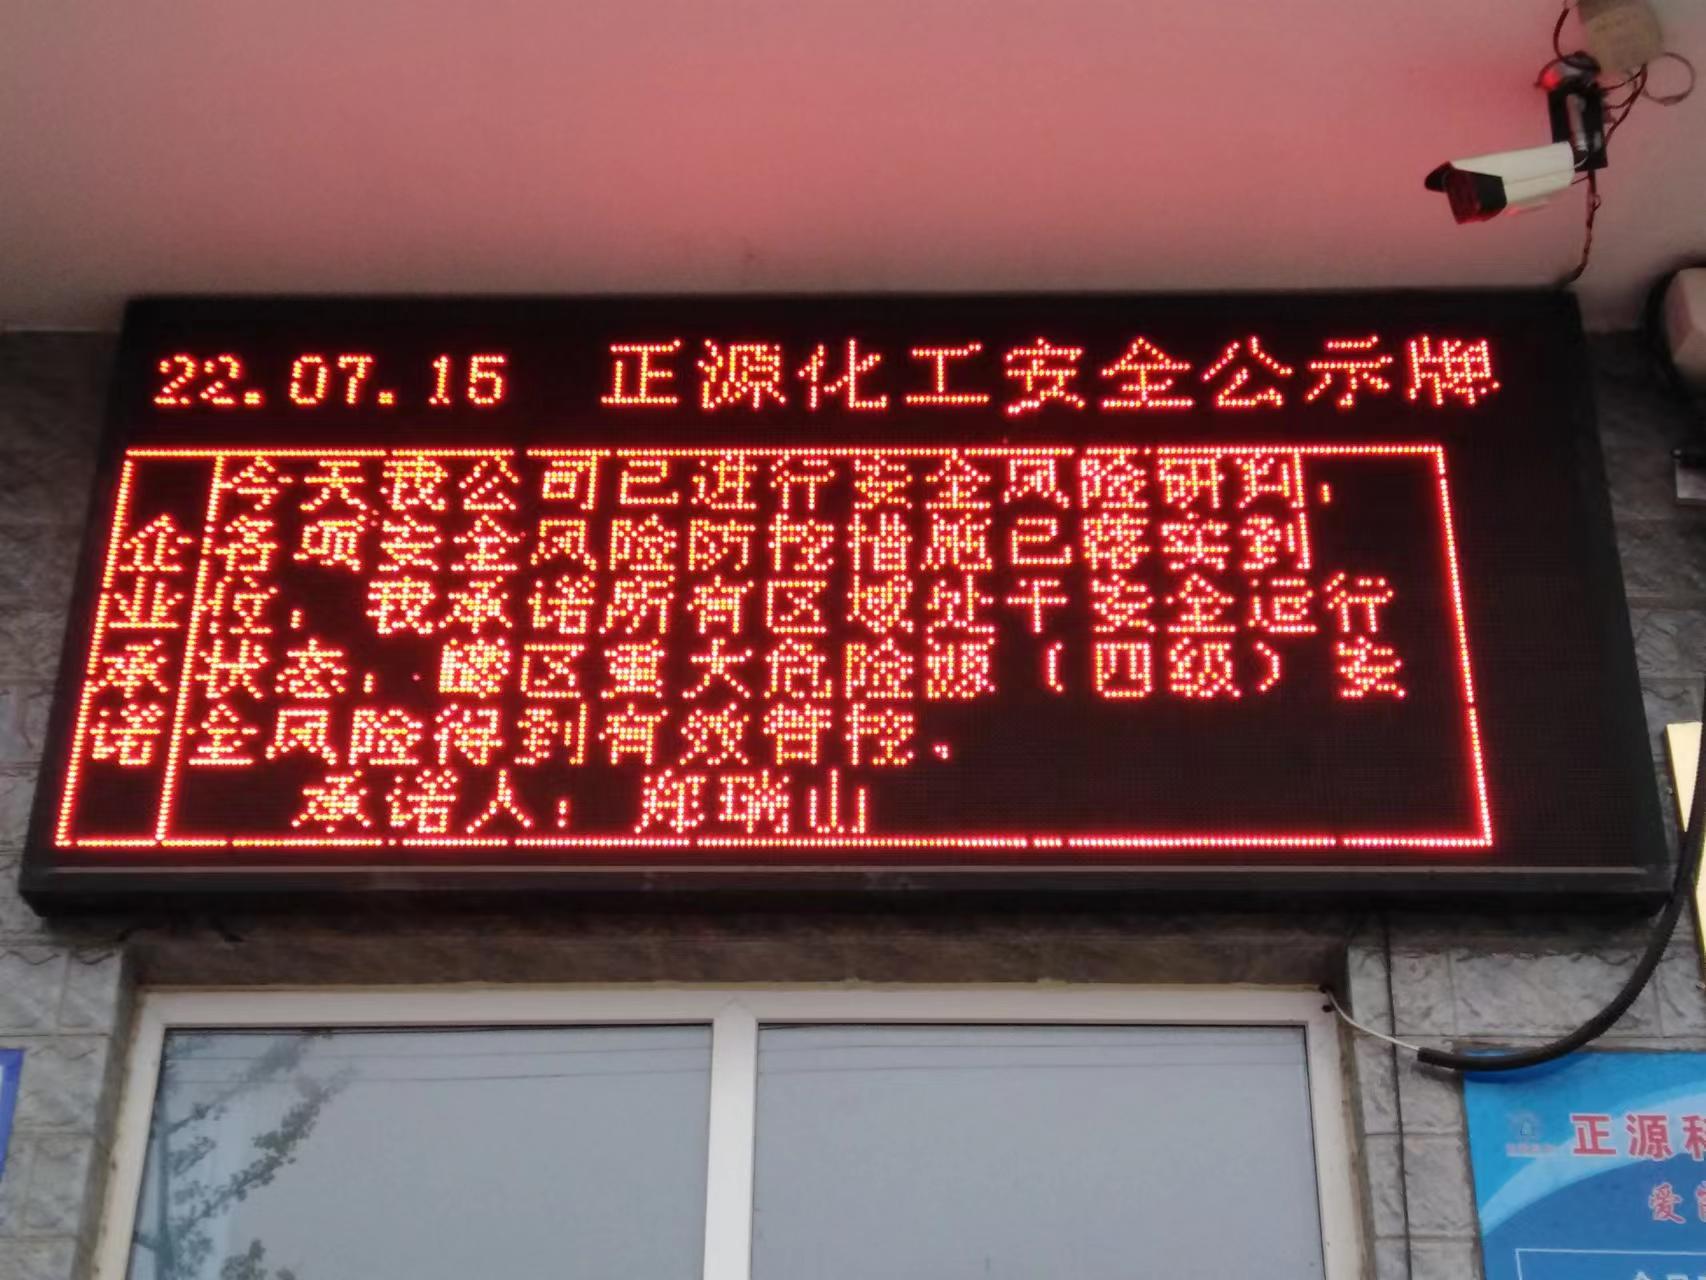 22.07.15 正源化工安全公示牌
企业承诺
今天我公司已进行安全风险研判,
各项安全风险防控措施已落实到
位, 我承诺所有区域处于安全运行
状态, 罐区重大危险源(四级)安
全风险得到有效管控.
承诺人: 郑瑞山
正源科
爱